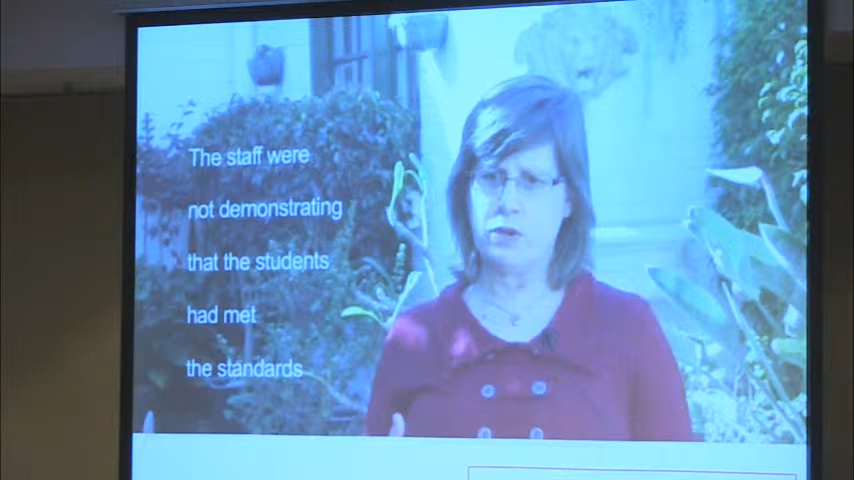 The staff were
not demonstrating
that the students
had met
the standards